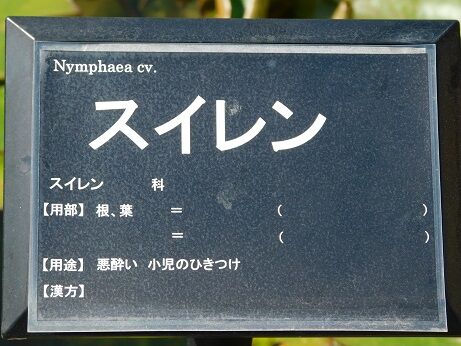 Nymphaea cv.
スイレン
スイレン 科
【用部】 根、葉 ＝ （ ）
＝ （ ）
【用途】 悪酔い 小児のひきつけ
【漢方】